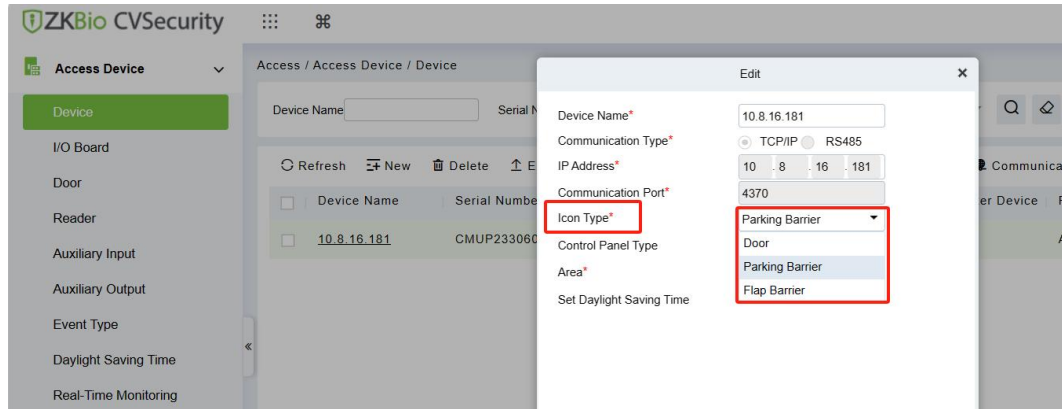 ZKBio CVSecurity
Access Device
Access / Access Device / Device
Edit
Device
Device Name
Serial N
Device Name*
10.8.16.181
Communication Type*
TCP/IP RS485
I/O Board
Refresh New Delete E
IP Address*
10 . 8 . 16 . 181
Communica
Door
Communication Port*
4370
Device Name
Serial Numbe
er Device
Reader
Icon Type*
Parking Barrier
10.8.16.181
CMUP233060
Control Panel Type
Door
Auxiliary Input
Area*
Parking Barrier
Auxiliary Output
Set Daylight Saving Time
Flap Barrier
Event Type
Daylight Saving Time
Real-Time Monitoring